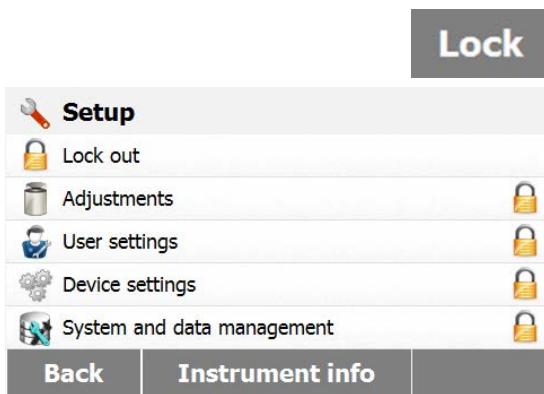 Lock
Setup
Lock out
Adjustments
User settings
Device settings
System and data management
Back Instrument info